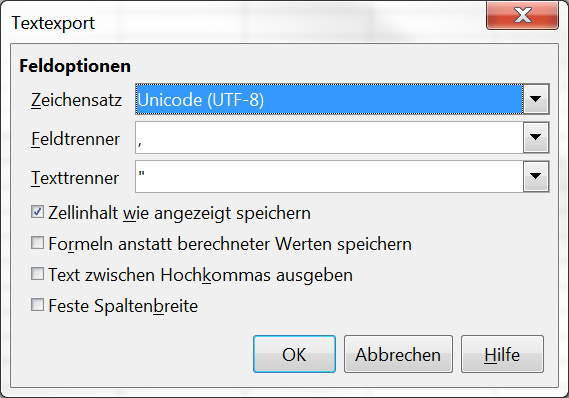 Textexport
Feldoptionen
Zeichensatz Unicode (UTF-8)
Feldtrenner ,
Texttrenner "
Zellinhalt wie angezeigt speichern
Formeln anstatt berechneter Werten speichern
Text zwischen Hochkommas ausgeben
Feste Spaltenbreite
OK Abbrechen Hilfe